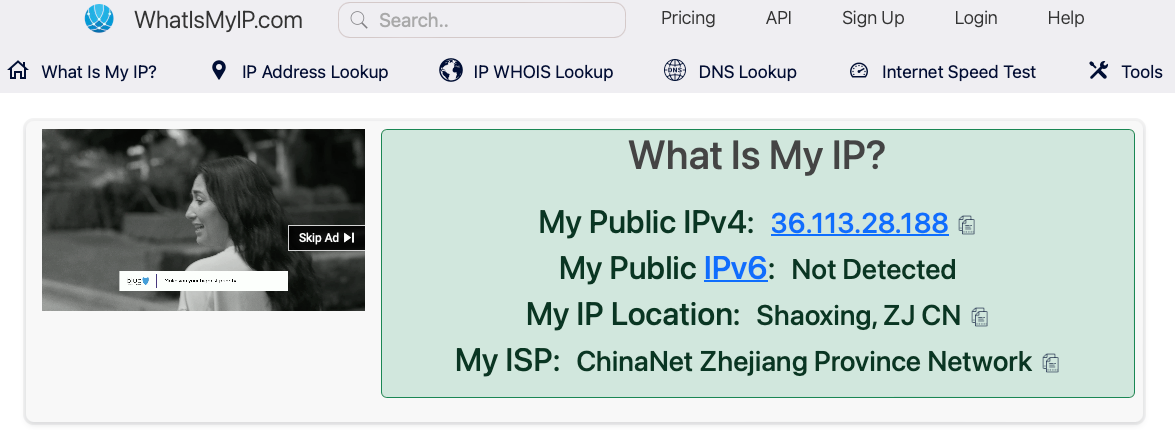 WhatIsMyIP.com
Search..
Pricing
API
Sign Up
Login
Help
What Is My IP?
IP Address Lookup
DNS
IP WHOIS Lookup
DNS Lookup
Internet Speed Test
Tools
Skip Ad
What Is My IP?
My Public IPv4: 36.113.28.188
My Public IPv6: Not Detected
My IP Location: Shaoxing, ZJ CN
My ISP: ChinaNet Zhejiang Province Network